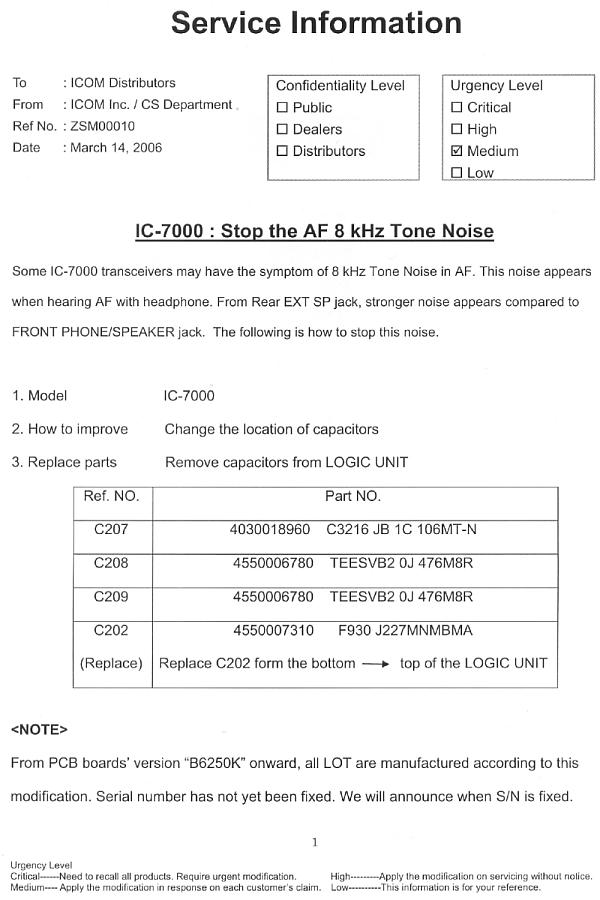 Service Information
To : ICOM Distributors
From : ICOM Inc. / CS Department
Ref No. : ZSM00010
Date : March 14, 2006
Confidentiality Level
☐ Public
☐ Dealers
☐ Distributors
Urgency Level
☐ Critical
☐ High
☑ Medium
☐ Low
IC-7000 : Stop the AF 8 kHz Tone Noise
Some IC-7000 transceivers may have the symptom of 8 kHz Tone Noise in AF. This noise appears
when hearing AF with headphone. From Rear EXT SP jack, stronger noise appears compared to
FRONT PHONE/SPEAKER jack. The following is how to stop this noise.
1. Model IC-7000
2. How to improve Change the location of capacitors
3. Replace parts Remove capacitors from LOGIC UNIT
Ref. NO. Part NO.
C207 4030018960 C3216 JB 1C 106MT-N
C208 4550006780 TEESVB2 0J 476M8R
C209 4550006780 TEESVB2 0J 476M8R
C202 4550007310 F930 J227MNMBMA
(Replace) Replace C202 form the bottom → top of the LOGIC UNIT
<NOTE>
From PCB boards' version “B6250K” onward, all LOT are manufactured according to this
modification. Serial number has not yet been fixed. We will announce when S/N is fixed.
1
Urgency Level
Critical------Need to recall all products. Require urgent modification. High---------Apply the modification on servicing without notice.
Medium---- Apply the modification in response on each customer's claim. Low----------This information is for your reference.